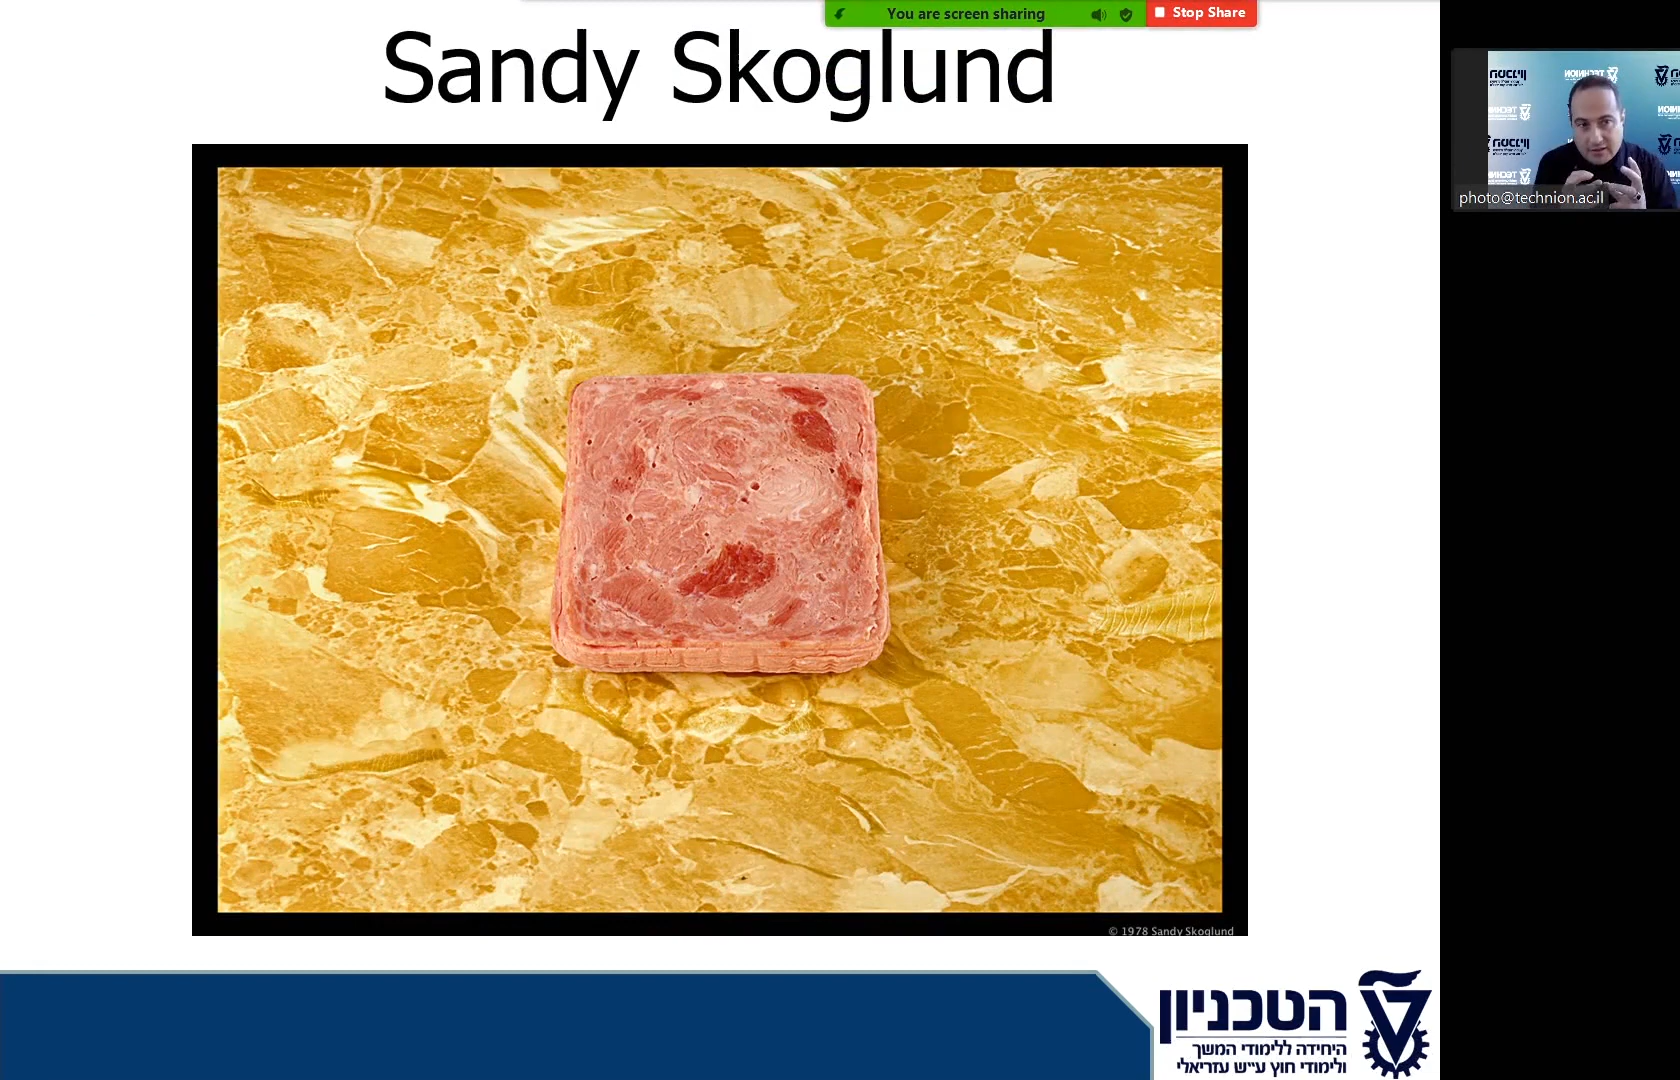 You are screen sharing
Stop Share
Sandy Skoglund
photo@technion.ac.il
© 1978 Sandy Skoglund
הטכניון
היחידה ללימודי המשך
ולימודי חוץ ע״ש עזריאלי